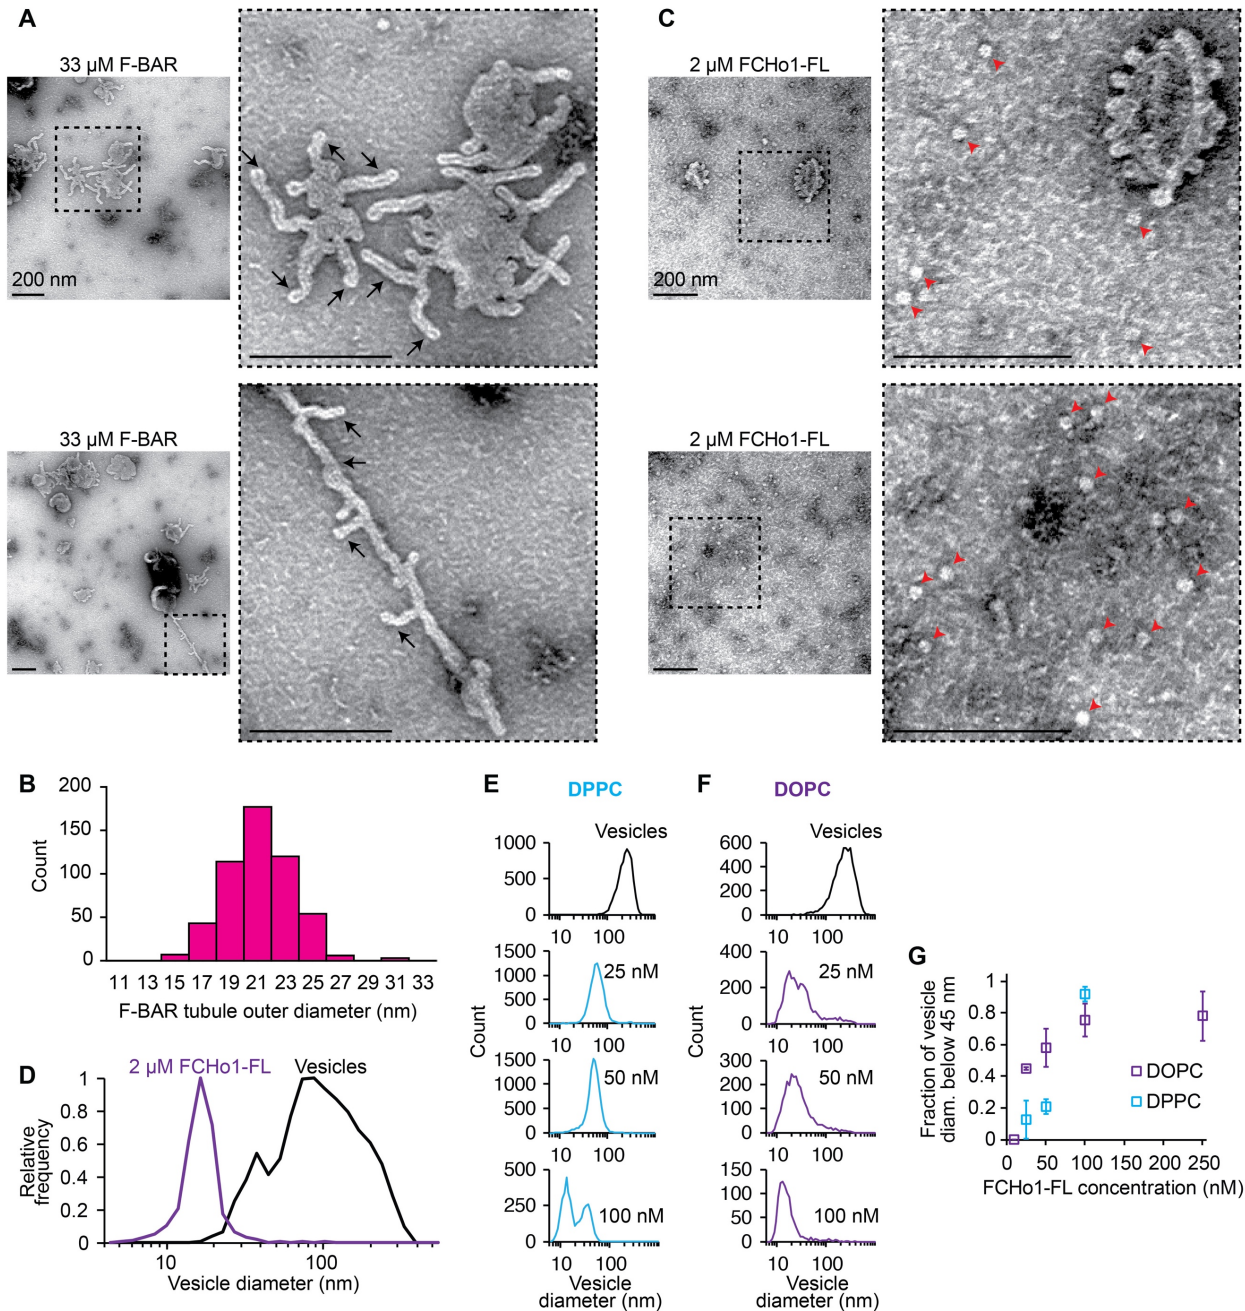 A
33 µM F-BAR
200 nm
33 µM F-BAR
C
2 µM FCHo1-FL
200 nm
2 µM FCHo1-FL
B
200
150
100
50
0
Count
11 13 15 17 19 21 23 25 27 29 31 33
F-BAR tubule outer diameter (nm)
D
2 µM FCHo1-FL
Vesicles
1
0.8
0.6
0.4
0.2
0
Relative
frequency
10 100
Vesicle diameter (nm)
E
DPPC
Vesicles
1000
500
0
10 100
1500
1000
500
0
25 nM
10 100
1500
1000
500
0
50 nM
10 100
500
250
0
100 nM
10 100
Count
Vesicle
diameter (nm)
F
DOPC
Vesicles
600
400
200
0
10 100
400
200
0
25 nM
10 100
300
200
100
0
50 nM
10 100
150
100
50
0
100 nM
10 100
Count
Vesicle
diameter (nm)
G
1
0.8
0.6
0.4
0.2
0
Fraction of vesicle
diam. below 45 nm
DOPC
DPPC
0 50 100 150 200 250
FCHo1-FL concentration (nM)